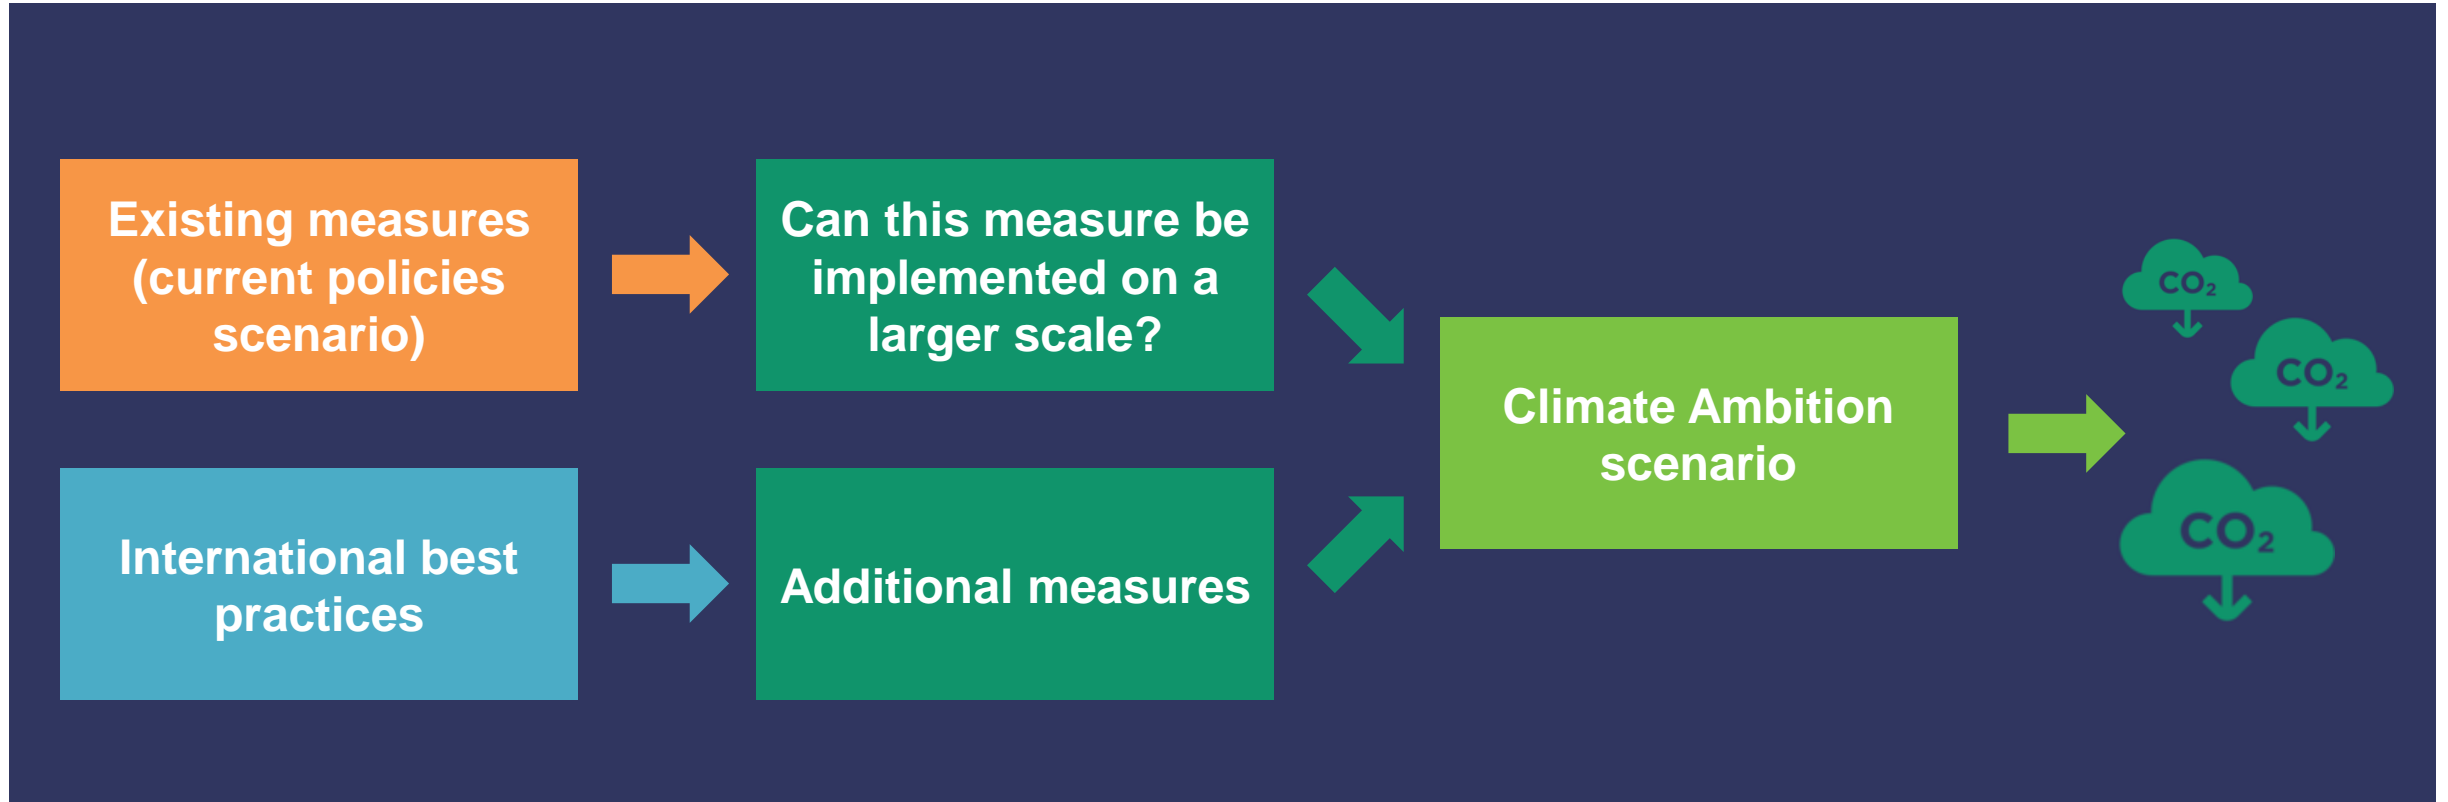 Existing measures
(current policies
scenario)
Can this measure be
implemented on a
larger scale?
International best
practices
Additional measures
Climate Ambition
scenario
CO₂
CO₂
CO₂